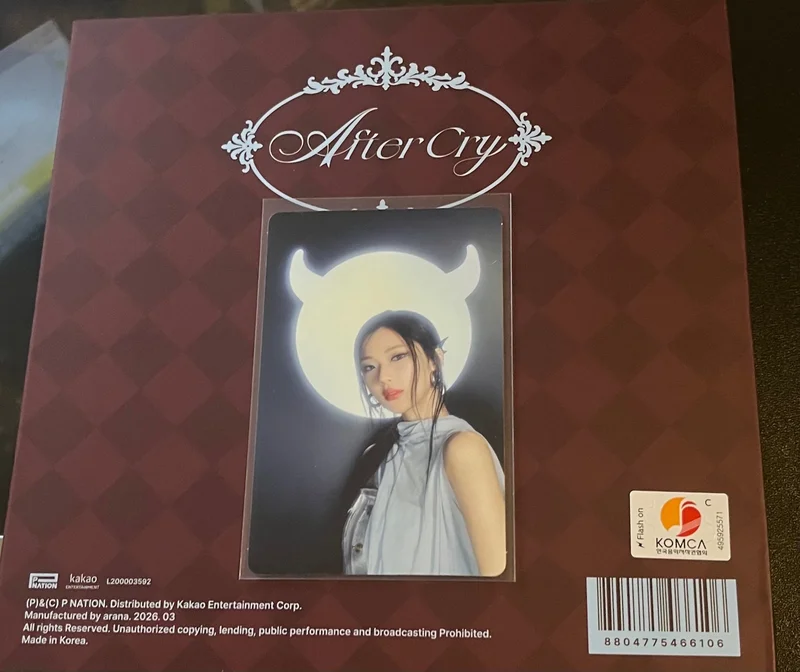 After Cry
Flash on
C
KOMCA
한국음악저작권협회
495925571
P NATION
kakao
ENTERTAINMENT
L200003592
(P)&(C) P NATION. Distributed by Kakao Entertainment Corp.
Manufactured by arana. 2026. 03
All rights Reserved. Unauthorized copying, lending, public performance and broadcasting Prohibited.
Made in Korea.
8804775466106